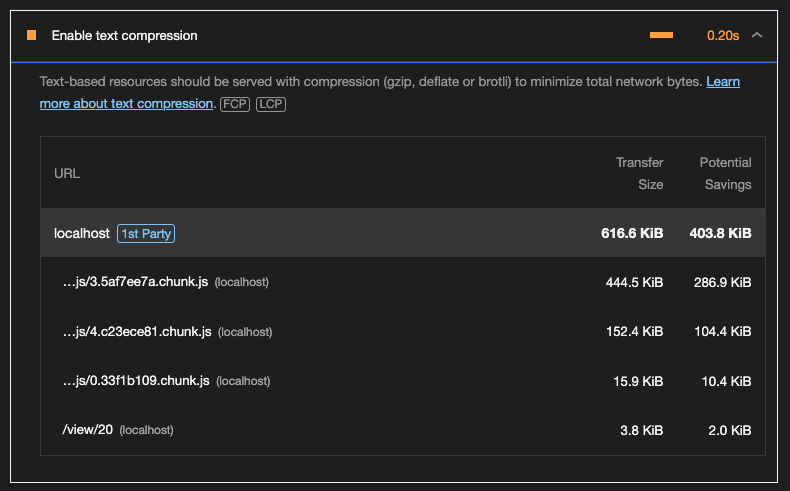 Enable text compression 0.20s
Text-based resources should be served with compression (gzip, deflate or brotli) to minimize total network bytes. Learn
more about text compression. FCP LCP
URL Transfer Size Potential Savings
localhost 1st Party 616.6 KiB 403.8 KiB
...js/3.5af7ee7a.chunk.js (localhost) 444.5 KiB 286.9 KiB
...js/4.c23ece81.chunk.js (localhost) 152.4 KiB 104.4 KiB
...js/0.33f1b109.chunk.js (localhost) 15.9 KiB 10.4 KiB
/view/20 (localhost) 3.8 KiB 2.0 KiB